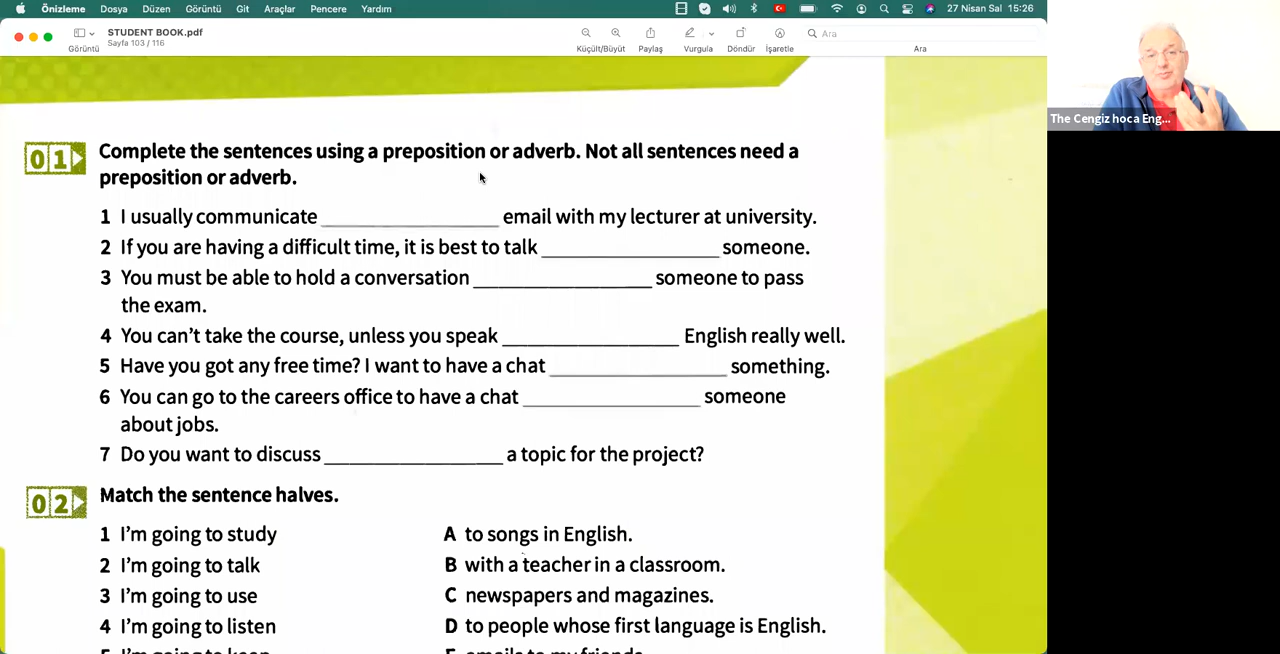 Önizleme Dosya Düzen Görüntü Git Araçlar Pencere Yardım 27 Nisan Sal 15:26
STUDENT BOOK.pdf
Sayfa 103 / 116
Ara
Görüntü Küçült/Büyüt Paylaş Vurgula Döndür İşaretle Ara
The Cengiz hoca Eng...
01 Complete the sentences using a preposition or adverb. Not all sentences need a
preposition or adverb.
1 I usually communicate ________________ email with my lecturer at university.
2 If you are having a difficult time, it is best to talk ________________ someone.
3 You must be able to hold a conversation ________________ someone to pass
the exam.
4 You can't take the course, unless you speak ________________ English really well.
5 Have you got any free time? I want to have a chat ________________ something.
6 You can go to the careers office to have a chat ________________ someone
about jobs.
7 Do you want to discuss ________________ a topic for the project?
02 Match the sentence halves.
1 I'm going to study A to songs in English.
2 I'm going to talk B with a teacher in a classroom.
3 I'm going to use C newspapers and magazines.
4 I'm going to listen D to people whose first language is English.
5 I'm going to keep E emails to my friends.